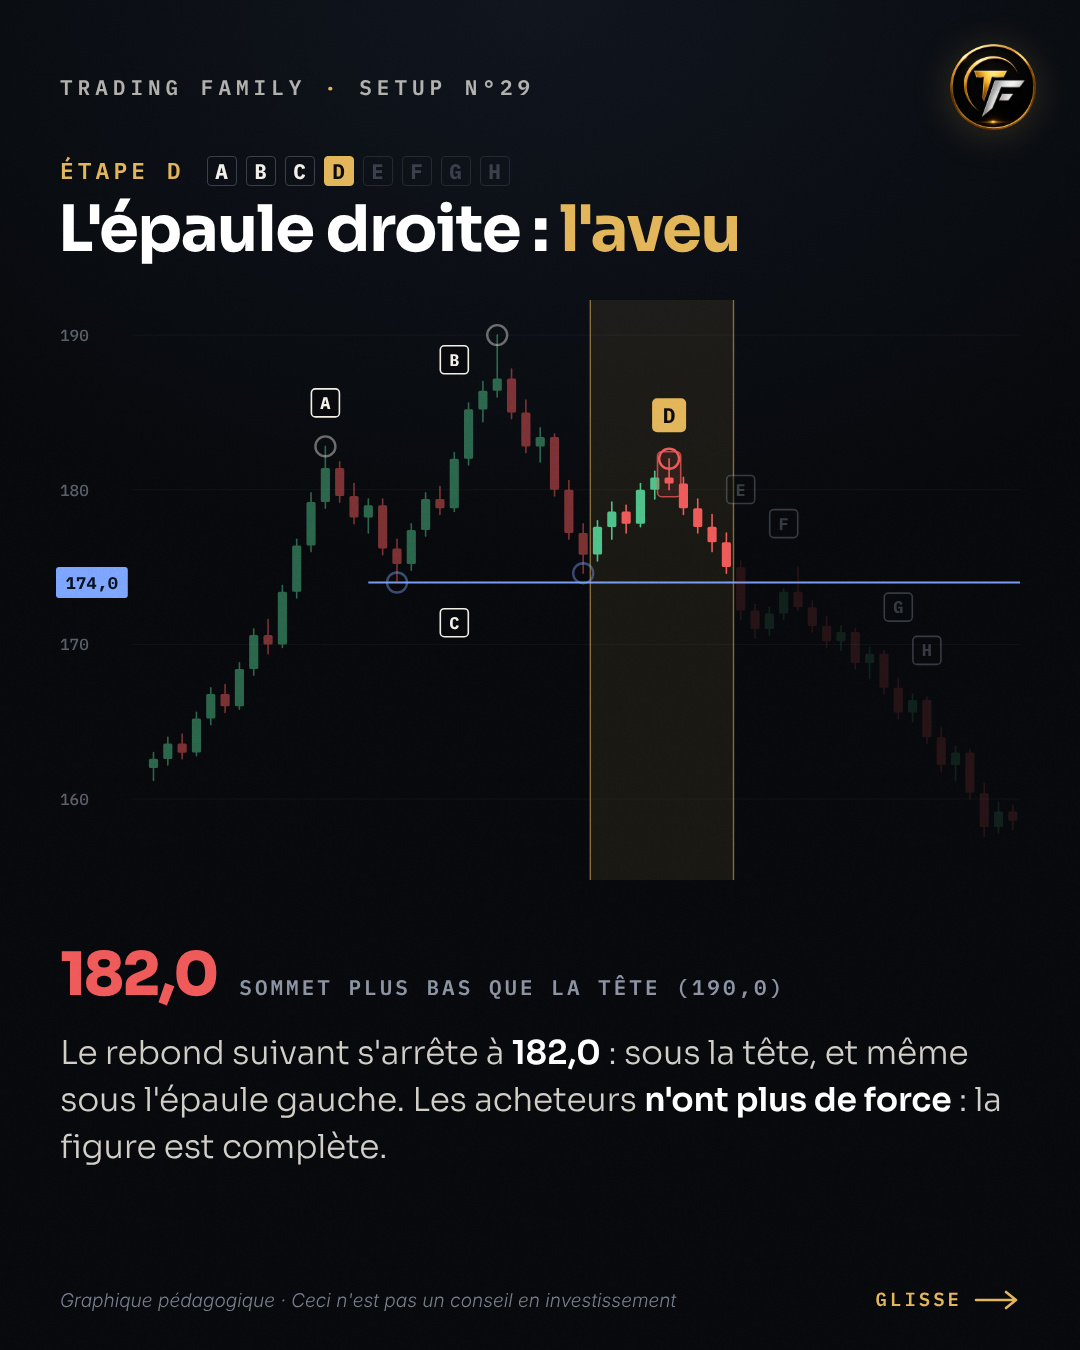 TRADING FAMILY · SETUP N°29
TF
ÉTAPE D A B C D E F G H
L'épaule droite : l'aveu
190
B
A
D
180
E
F
174,0
G
C
170
H
160
182,0 SOMMET PLUS BAS QUE LA TÊTE (190,0)
Le rebond suivant s'arrête à 182,0 : sous la tête, et même
sous l'épaule gauche. Les acheteurs n'ont plus de force : la
figure est complète.
Graphique pédagogique · Ceci n'est pas un conseil en investissement
GLISSE →